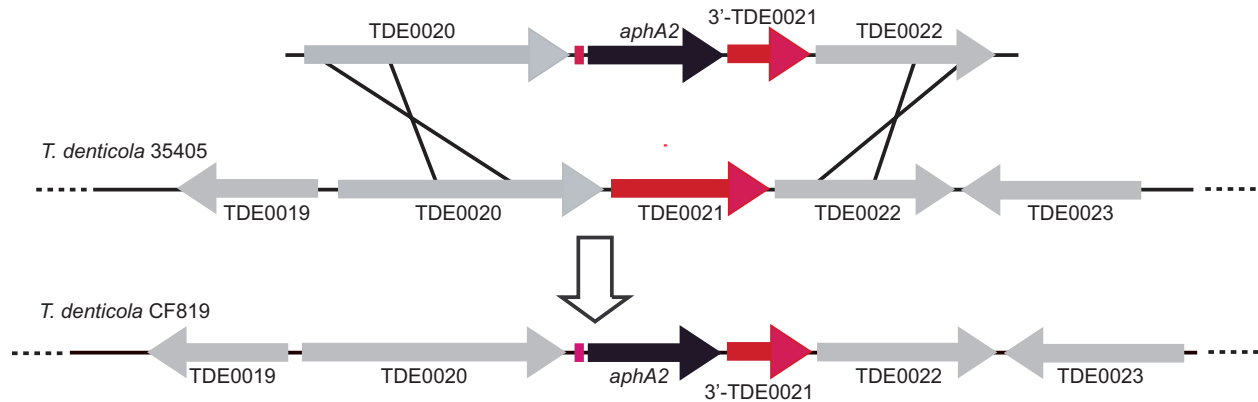 3'-TDE0021
TDE0020 aphA2 TDE0022
T. denticola 35405
TDE0019 TDE0020 TDE0021 TDE0022 TDE0023
T. denticola CF819
TDE0019 TDE0020 aphA2 3'-TDE0021 TDE0022 TDE0023